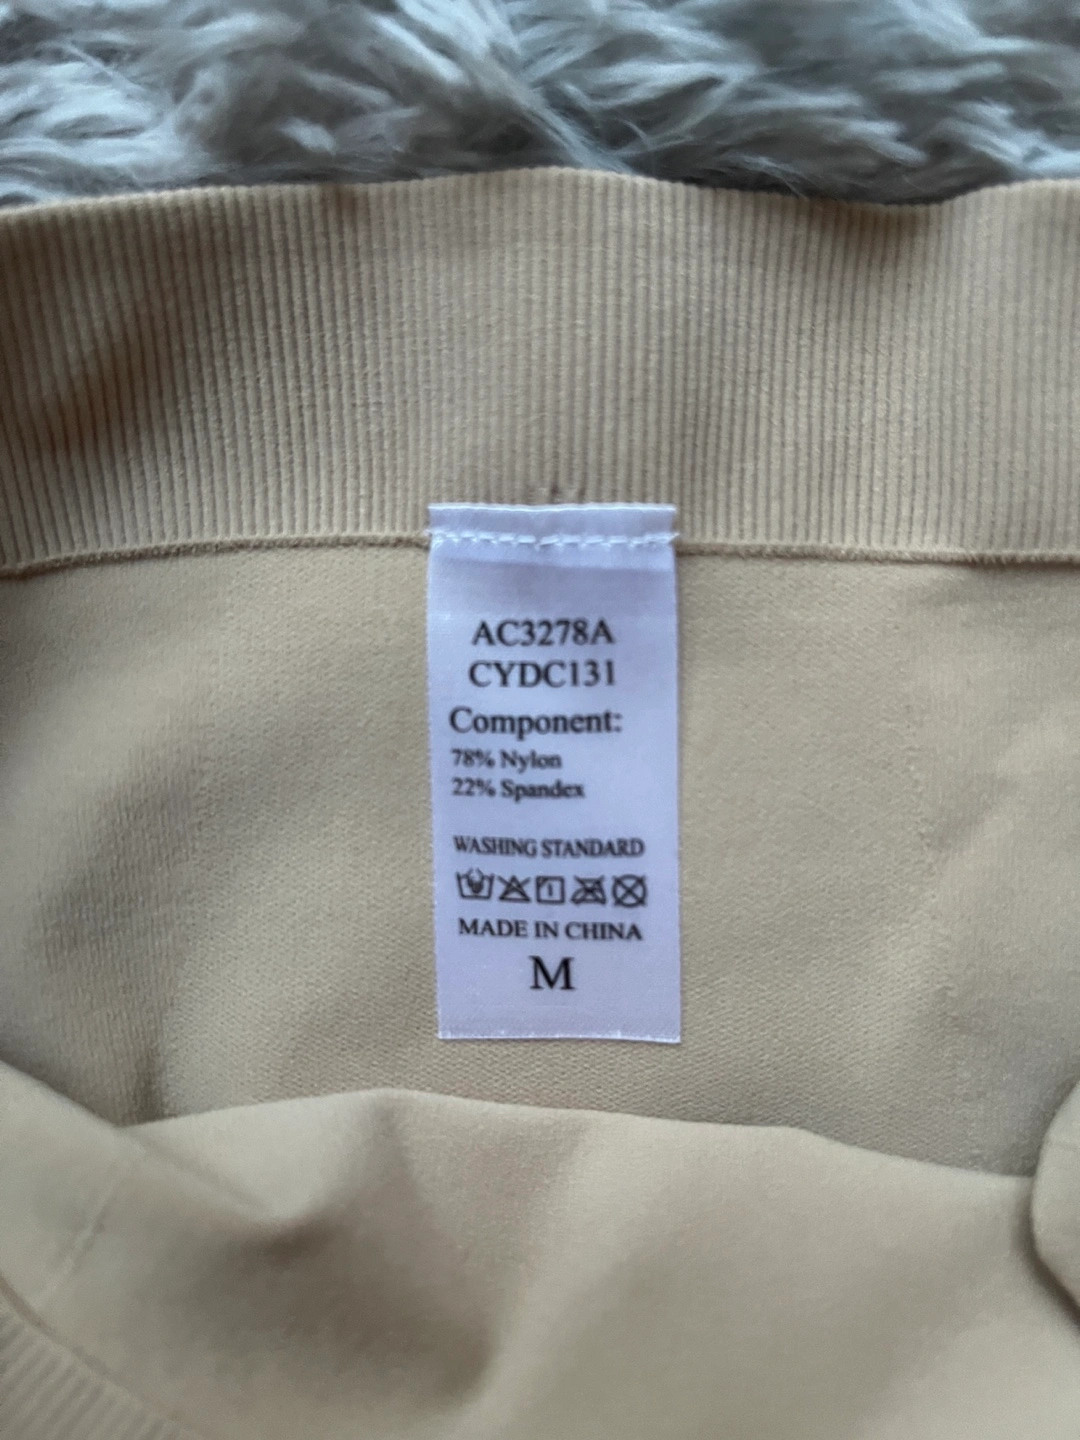 AC3278A
CYDC131
Component:
78% Nylon
22% Spandex
WASHING STANDARD
MADE IN CHINA
M